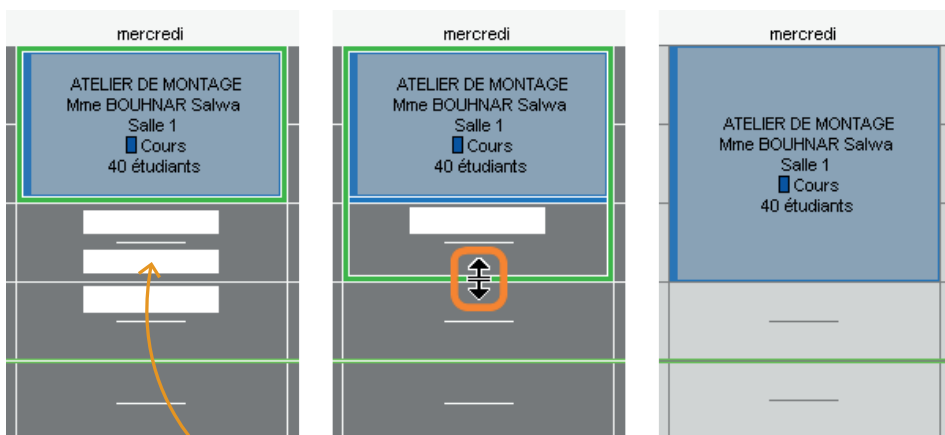 mercredi
ATELIER DE MONTAGE
Mme BOUHNAR Salwa
Salle 1
Cours
40 étudiants
mercredi
ATELIER DE MONTAGE
Mme BOUHNAR Salwa
Salle 1
Cours
40 étudiants
mercredi
ATELIER DE MONTAGE
Mme BOUHNAR Salwa
Salle 1
Cours
40 étudiants